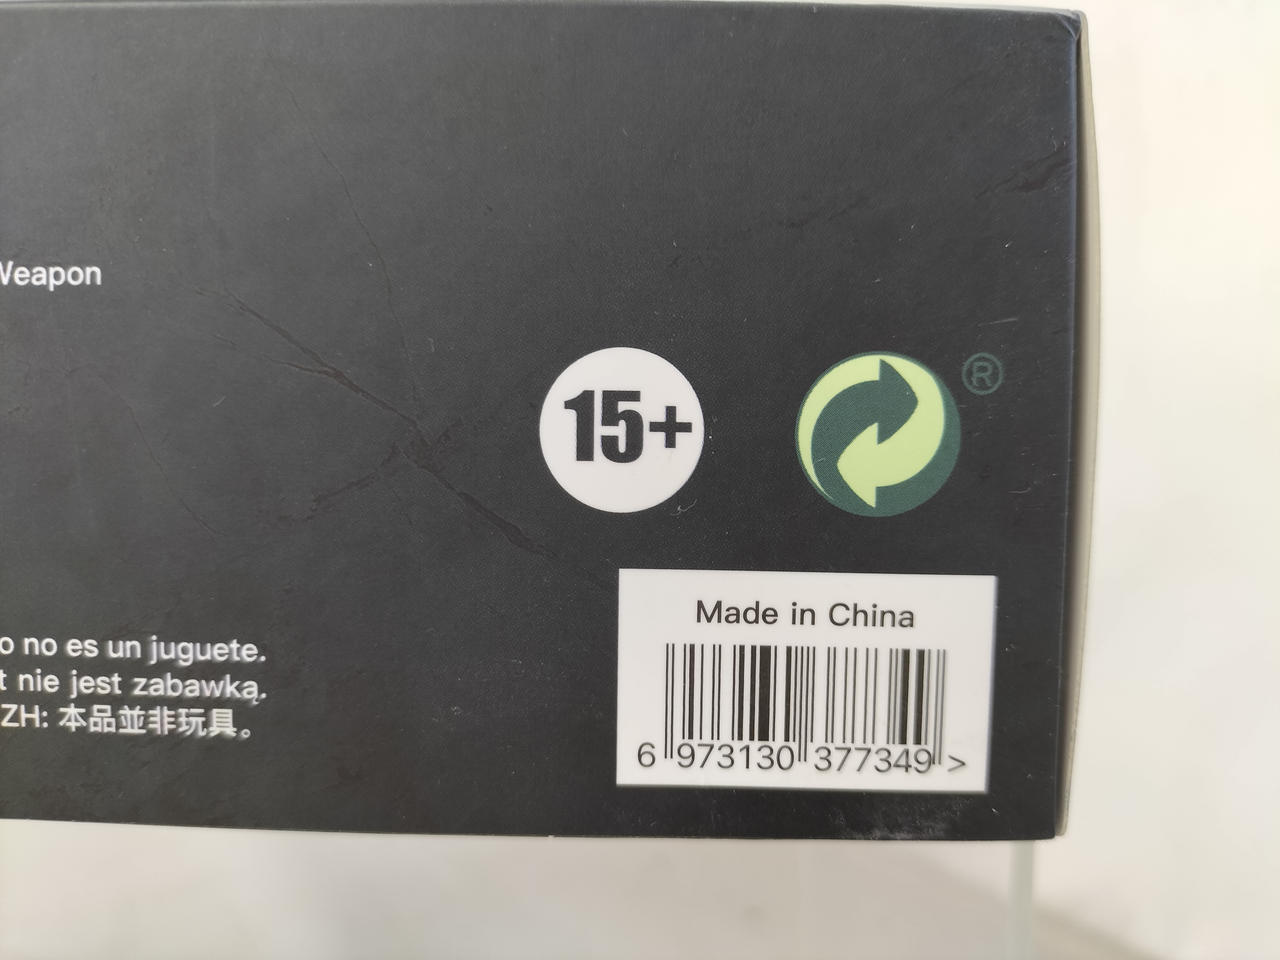 Weapon
15+
®
o no es un juguete.
t nie jest zabawką.
ZH: 本品並非玩具。
Made in China
6 973130 377349 >